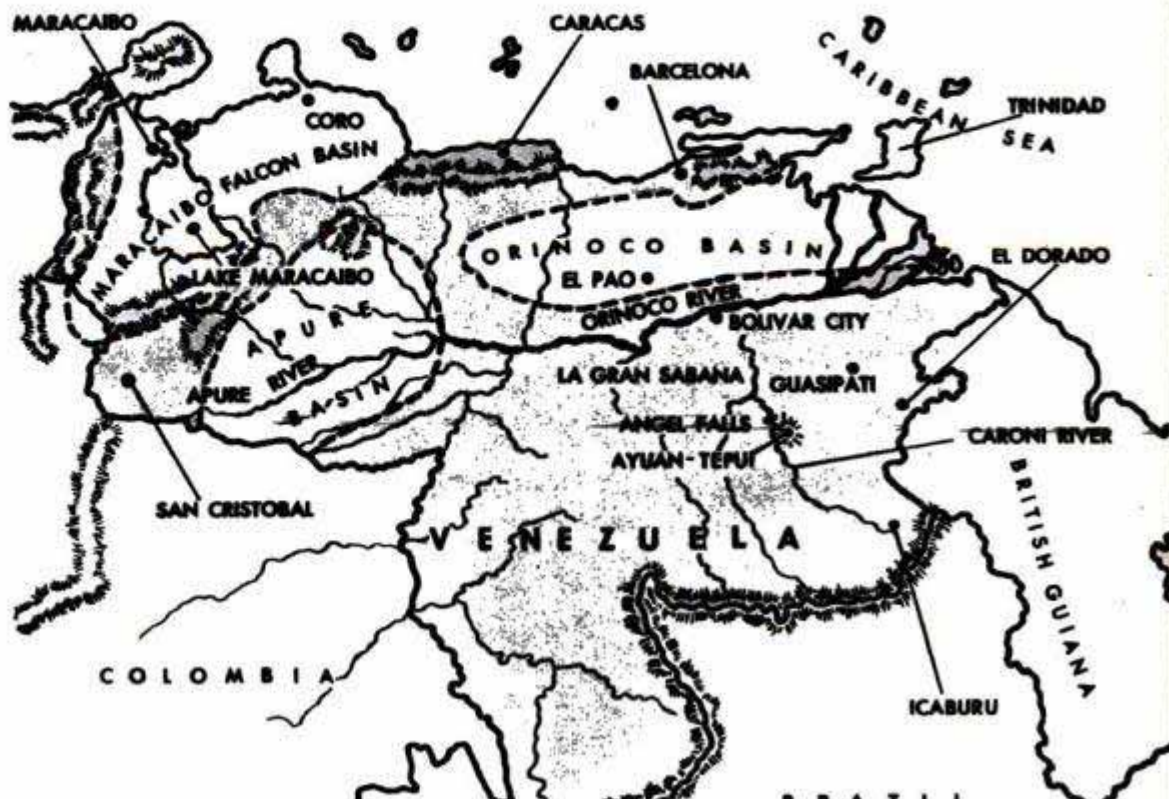 MARACAIBO
CARACAS
BARCELONA
CARIBBEAN SEA
TRINIDAD
CORO
MARACAIBO FALCON BASIN
ORINOCO BASIN
EL DORADO
LAKE MARACAIBO
EL PAO
ORINOCO RIVER
BOLIVAR CITY
APURE BASIN
LA GRAN SABANA
GUASIPATI
APURE RIVER
ANGEL FALLS
AYUAN-TEPUI
CARONI RIVER
SAN CRISTOBAL
VENEZUELA
BRITISH GUIANA
COLOMBIA
ICABURU